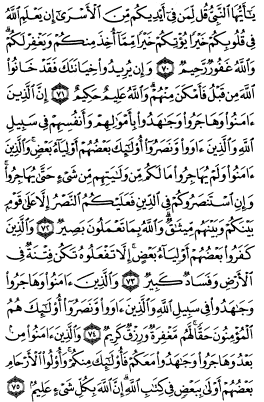 يَٰٓأَيُّهَا ٱلنَّبِىُّ قُل لِّمَن فِىٓ أَيْدِيكُم مِّنَ ٱلْأَسْرَىٰٓ إِن يَعْلَمِ ٱللَّهُ
فِى قُلُوبِكُمْ خَيْرًا يُؤْتِكُمْ خَيْرًا مِّمَّآ أُخِذَ مِنكُمْ وَيَغْفِرْ لَكُمْ
وَٱللَّهُ غَفُورٌ رَّحِيمٌ ٧٠ وَإِن يُرِيدُوا۟ خِيَانَتَكَ فَقَدْ خَانُوا۟
ٱللَّهَ مِن قَبْلُ فَأَمْكَنَ مِنْهُمْ وَٱللَّهُ عَلِيمٌ حَكِيمٌ ٧١ إِنَّ ٱلَّذِينَ
ءَامَنُوا۟ وَهَاجَرُوا۟ وَجَٰهَدُوا۟ بِأَمْوَٰلِهِمْ وَأَنفُسِهِمْ فِى سَبِيلِ
ٱللَّهِ وَٱلَّذِينَ ءَاوَوا۟ وَّنَصَرُوٓا۟ أُو۟لَٰٓئِكَ بَعْضُهُمْ أَوْلِيَآءُ بَعْضٍ وَٱلَّذِينَ
ءَامَنُوا۟ وَلَمْ يُهَاجِرُوا۟ مَا لَكُم مِّن وَلَٰيَتِهِم مِّن شَىْءٍ حَتَّىٰ يُهَاجِرُوا۟
وَإِنِ ٱسْتَنصَرُوكُمْ فِى ٱلدِّينِ فَعَلَيْكُمُ ٱلنَّصْرُ إِلَّا عَلَىٰ قَوْمٍۭ
بَيْنَكُمْ وَبَيْنَهُم مِّيثَٰقٌ وَٱللَّهُ بِمَا تَعْمَلُونَ بَصِيرٌ ٧٢ وَٱلَّذِينَ
كَفَرُوا۟ بَعْضُهُمْ أَوْلِيَآءُ بَعْضٍ إِلَّا تَفْعَلُوهُ تَكُن فِتْنَةٌ فِى
ٱلْأَرْضِ وَفَسَادٌ كَبِيرٌ ٧٣ وَٱلَّذِينَ ءَامَنُوا۟ وَهَاجَرُوا۟
وَجَٰهَدُوا۟ فِى سَبِيلِ ٱللَّهِ وَٱلَّذِينَ ءَاوَوا۟ وَّنَصَرُوٓا۟ أُو۟لَٰٓئِكَ هُمُ
ٱلْمُؤْمِنُونَ حَقًّا لَّهُم مَّغْفِرَةٌ وَرِزْقٌ كَرِيمٌ ٧٤ وَٱلَّذِينَ ءَامَنُوا۟ مِنۢ
بَعْدُ وَهَاجَرُوا۟ وَجَٰهَدُوا۟ مَعَكُمْ فَأُو۟لَٰٓئِكَ مِنكُمْ وَأُو۟لُوا۟ ٱلْأَرْحَامِ
بَعْضُهُمْ أَوْلَىٰ بِبَعْضٍ فِى كِتَٰبِ ٱللَّهِ إِنَّ ٱللَّهَ بِكُلِّ شَىْءٍ عَلِيمٌۢ ٧٥